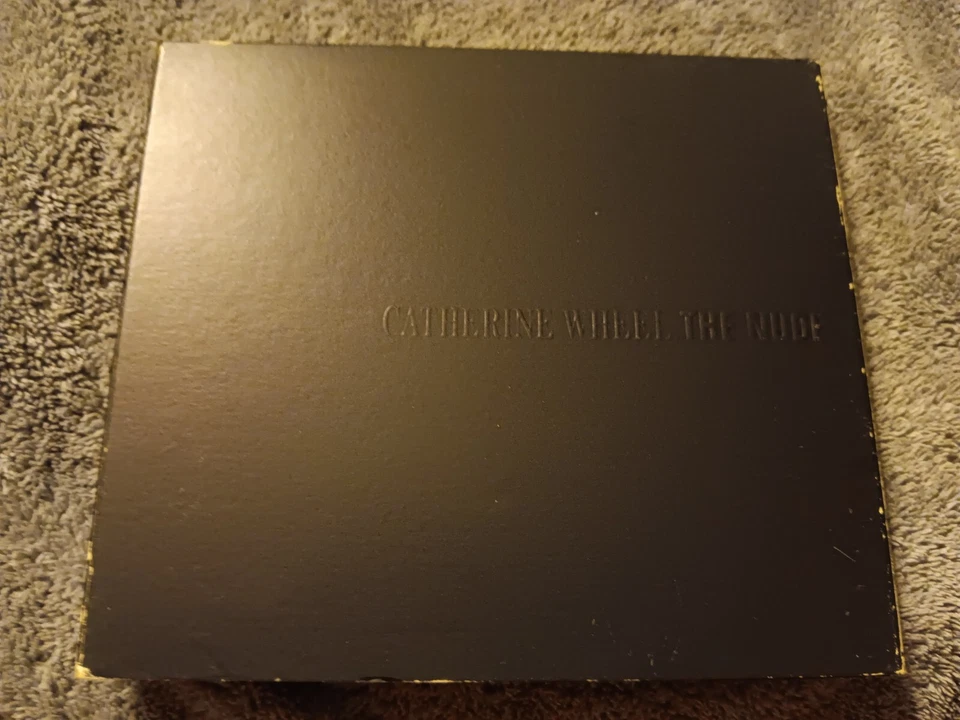 CATHERINE WHEEL THE NUDE